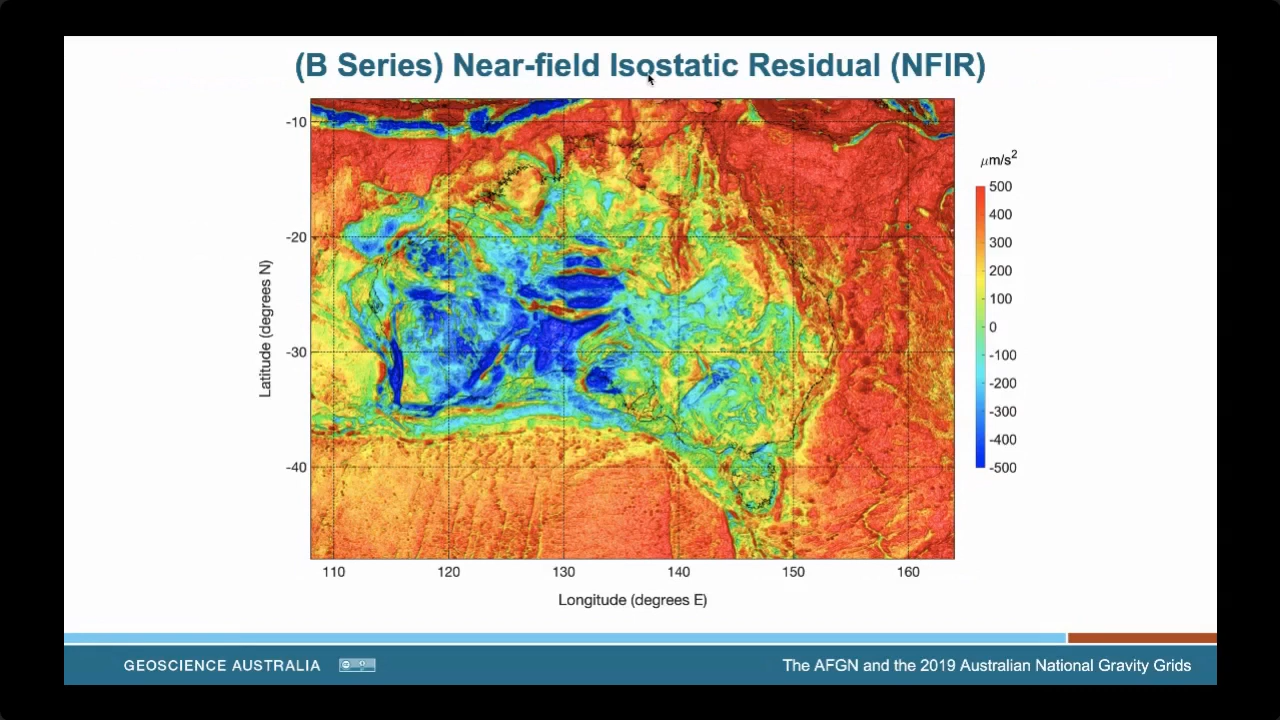 (B Series) Near-field Isostatic Residual (NFIR)
μm/s²
-10
-20
-30
-40
Latitude (degrees N)
500
400
300
200
100
0
-100
-200
-300
-400
-500
110 120 130 140 150 160
Longitude (degrees E)
GEOSCIENCE AUSTRALIA
The AFGN and the 2019 Australian National Gravity Grids